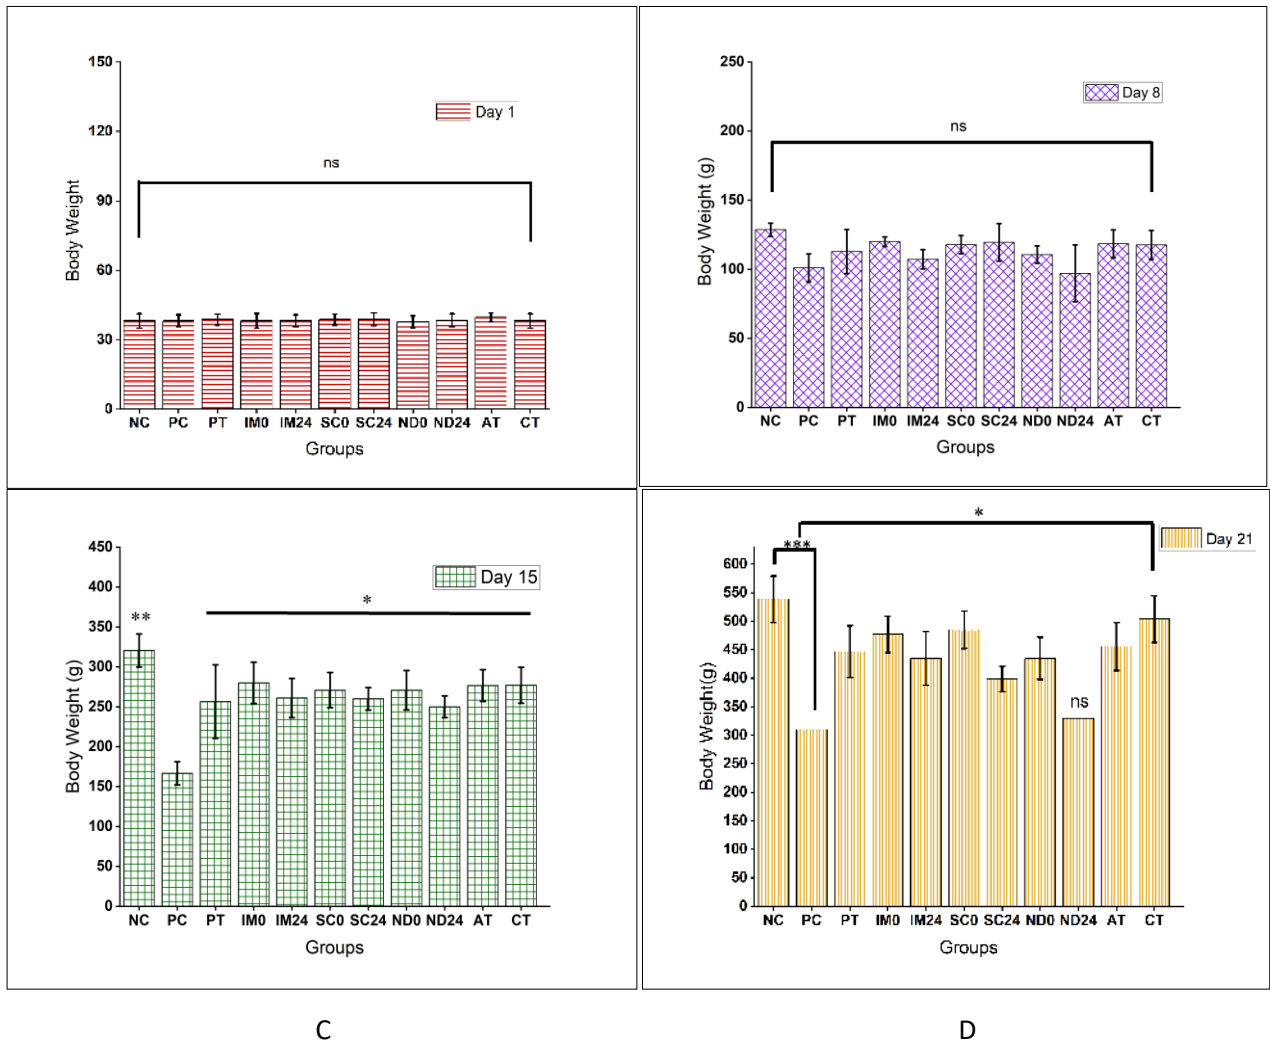 150
120
90
60
30
0
Body Weight
Day 1
ns
NC PC PT IM0 IM24 SC0 SC24 ND0 ND24 AT CT
Groups
250
200
150
100
50
0
Body Weight (g)
Day 8
ns
NC PC PT IM0 IM24 SC0 SC24 ND0 ND24 AT CT
Groups
450
400
350
300
250
200
150
100
50
0
Body Weight (g)
Day 15
**
*
NC PC PT IM0 IM24 SC0 SC24 ND0 ND24 AT CT
Groups
600
550
500
450
400
350
300
250
200
150
100
50
0
Body Weight(g)
*
Day 21
***
ns
NC PC PT IM0 IM24 SC0 SC24 ND0 ND24 AT CT
Groups
C D